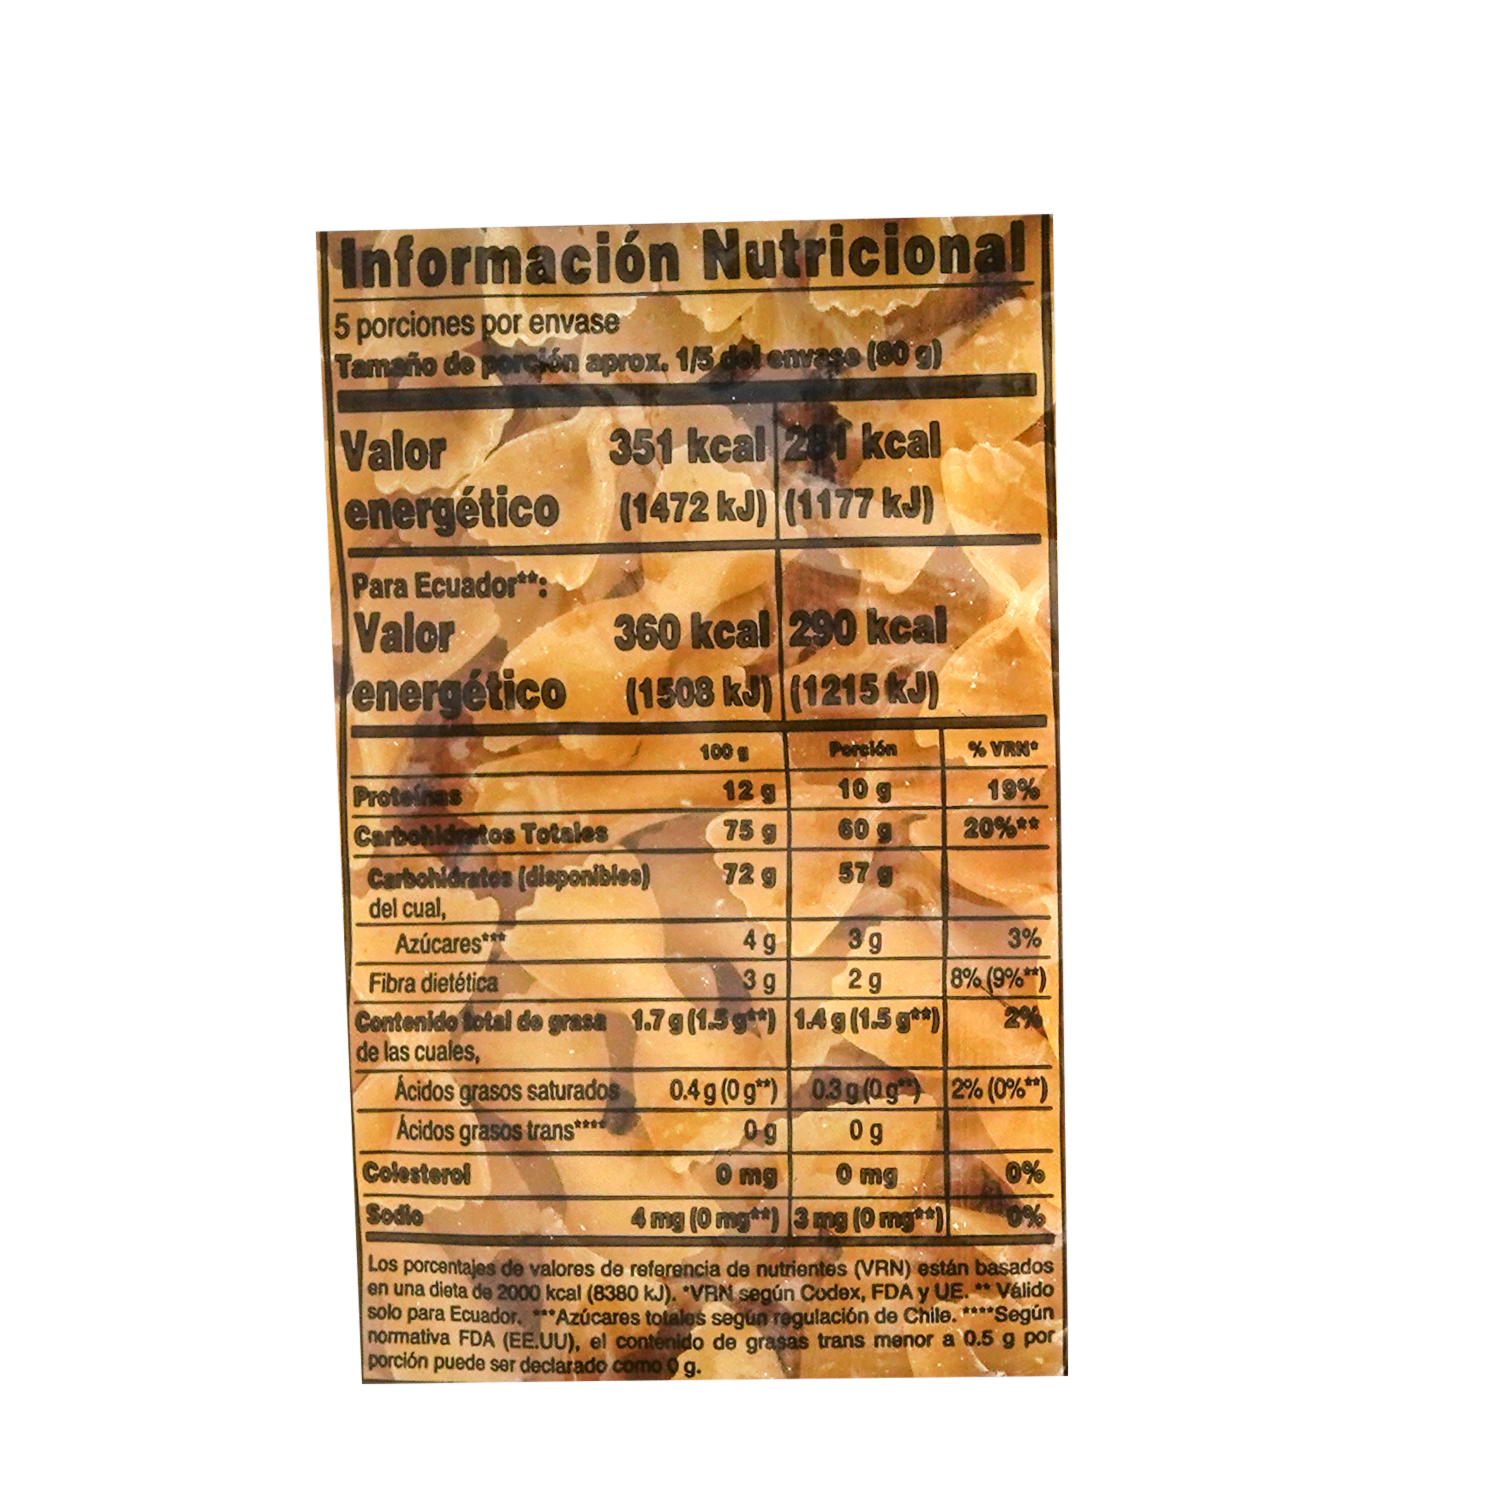 Información Nutricional
5 porciones por envase
Tamaño de porción aprox. 1/5 del envase (80 g)
Valor 351 kcal 281 kcal
energético (1472 kJ) (1177 kJ)
Para Ecuador**:
Valor 360 kcal 290 kcal
energético (1508 kJ) (1215 kJ)
100 g Porción % VRN*
Proteínas 12 g 10 g 19%
Carbohidratos Totales 75 g 60 g 20%**
Carbohidratos (disponibles) 72 g 57 g
del cual,
Azúcares*** 4 g 3 g 3%
Fibra dietética 3 g 2 g 8% (9%**)
Contenido total de grasa 1.7 g (1.5 g**) 1.4 g (1.5 g**) 2%
de las cuales,
Ácidos grasos saturados 0.4 g (0 g**) 0.3 g (0 g**) 2% (0%**)
Ácidos grasos trans**** 0 g 0 g
Colesterol 0 mg 0 mg 0%
Sodio 4 mg (0 mg**) 3 mg (0 mg**) 0%
Los porcentajes de valores de referencia de nutrientes (VRN) están basados
en una dieta de 2000 kcal (8380 kJ). *VRN según Codex, FDA y UE. ** Válido
solo para Ecuador. ***Azúcares totales según regulación de Chile. ****Según
normativa FDA (EE.UU), el contenido de grasas trans menor a 0.5 g por
porción puede ser declarado como 0 g.